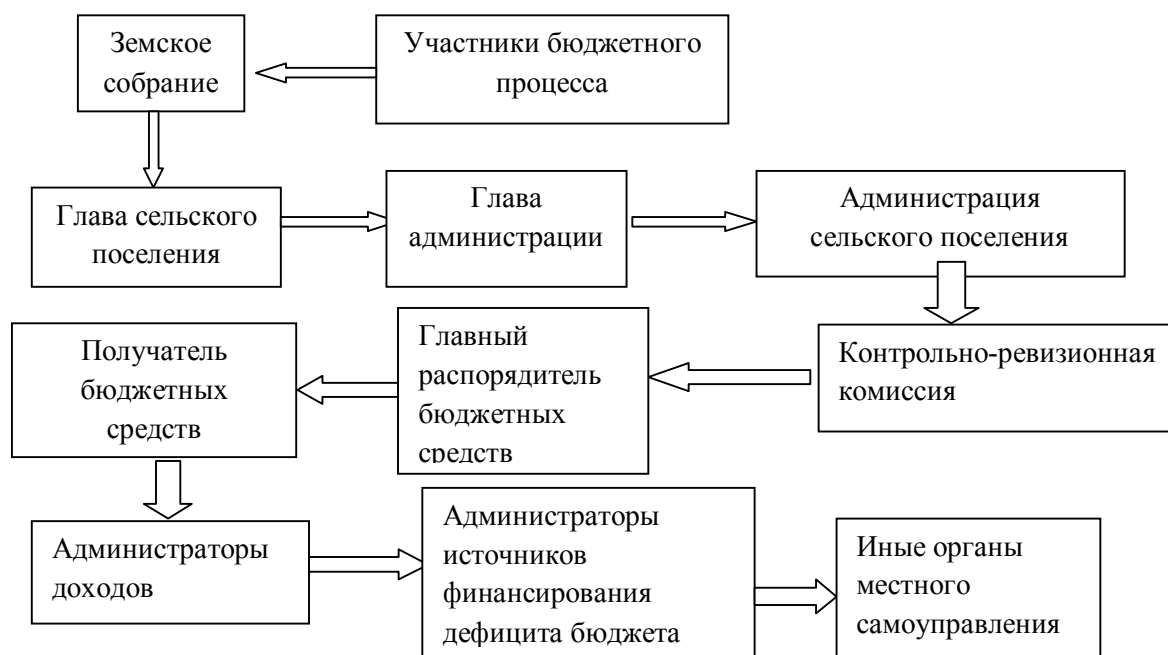 Земское
собрание
Участники бюджетного
процесса
Глава сельского
поселения
Глава
администрации
Администрация
сельского поселения
Получатель
бюджетных
средств
Главный
распорядитель
бюджетных
средств
Контрольно-ревизионная
комиссия
Администраторы
доходов
Администраторы
источников
финансирования
дефицита бюджета
Иные органы
местного
самоуправления